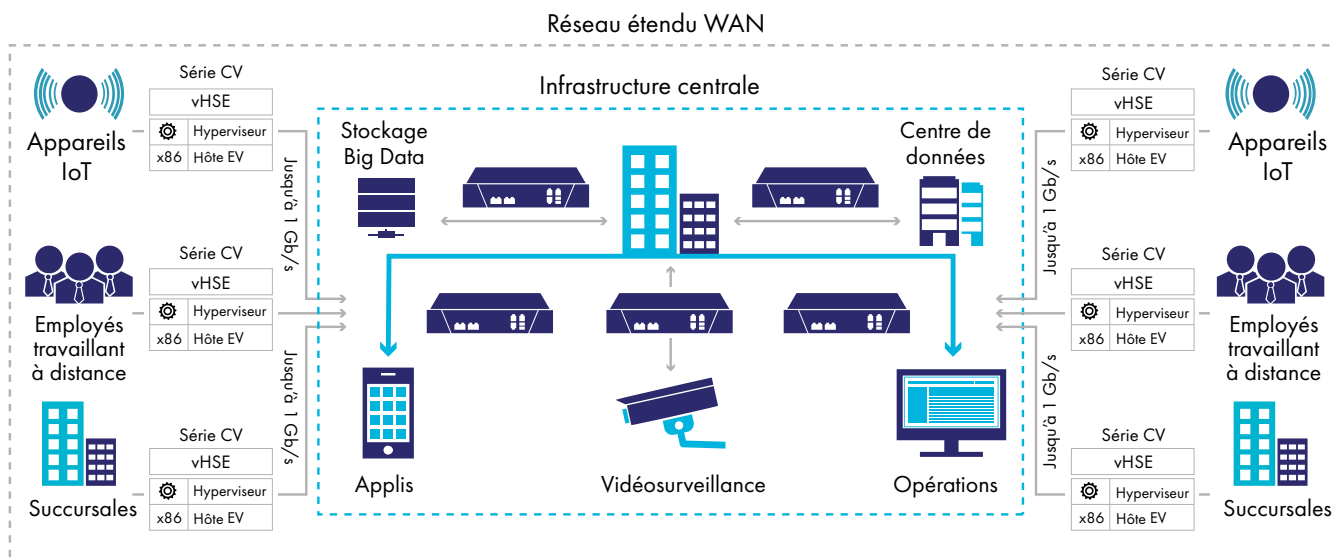 Réseau étendu WAN
Série CV
vHSE
Hyperviseur
x86 Hôte EV
Appareils
IoT
Jusqu'à 1 Gb/s
Série CV
vHSE
Hyperviseur
x86 Hôte EV
Employés
travaillant
à distance
Jusqu'à 1 Gb/s
Série CV
vHSE
Hyperviseur
x86 Hôte EV
Succursales
Infrastructure centrale
Stockage
Big Data
Centre de
données
Applis
Vidéosurveillance
Opérations
Série CV
vHSE
Hyperviseur
x86 Hôte EV
Appareils
IoT
Jusqu'à 1 Gb/s
Série CV
vHSE
Hyperviseur
x86 Hôte EV
Employés
travaillant
à distance
Jusqu'à 1 Gb/s
Série CV
vHSE
Hyperviseur
x86 Hôte EV
Succursales